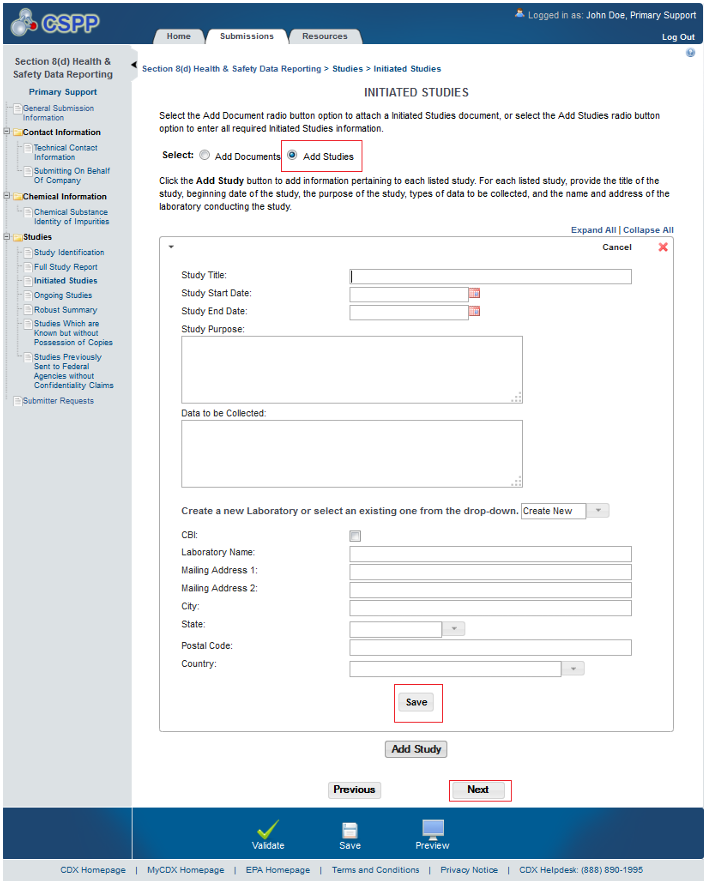 CSPP
Logged in as: John Doe, Primary Support
Home
Submissions
Resources
Log Out
Section 8(d) Health &
Safety Data Reporting
Primary Support
General Submission
Information
Contact Information
Technical Contact
Information
Submitting On Behalf
Of Company
Chemical Information
Chemical Substance
Identity of Impurities
Studies
Study Identification
Full Study Report
Initiated Studies
Ongoing Studies
Robust Summary
Studies Which are
Known but without
Possession of Copies
Studies Previously
Sent to Federal
Agencies without
Confidentiality Claims
Submitter Requests
Section 8(d) Health & Safety Data Reporting > Studies > Initiated Studies
INITIATED STUDIES
Select the Add Document radio button option to attach a Initiated Studies document, or select the Add Studies radio button
option to enter all required Initiated Studies information.
Select: Add Documents Add Studies
Click the Add Study button to add information pertaining to each listed study. For each listed study, provide the title of the
study, beginning date of the study, the purpose of the study, types of data to be collected, and the name and address of the
laboratory conducting the study.
Expand All | Collapse All
Cancel
Study Title:
Study Start Date:
Study End Date:
Study Purpose:
Data to be Collected:
Create a new Laboratory or select an existing one from the drop-down. Create New
CBI:
Laboratory Name:
Mailing Address 1:
Mailing Address 2:
City:
State:
Postal Code:
Country:
Save
Add Study
Previous
Next
Validate
Save
Preview
CDX Homepage | MyCDX Homepage | EPA Homepage | Terms and Conditions | Privacy Notice | CDX Helpdesk: (888) 890-1995